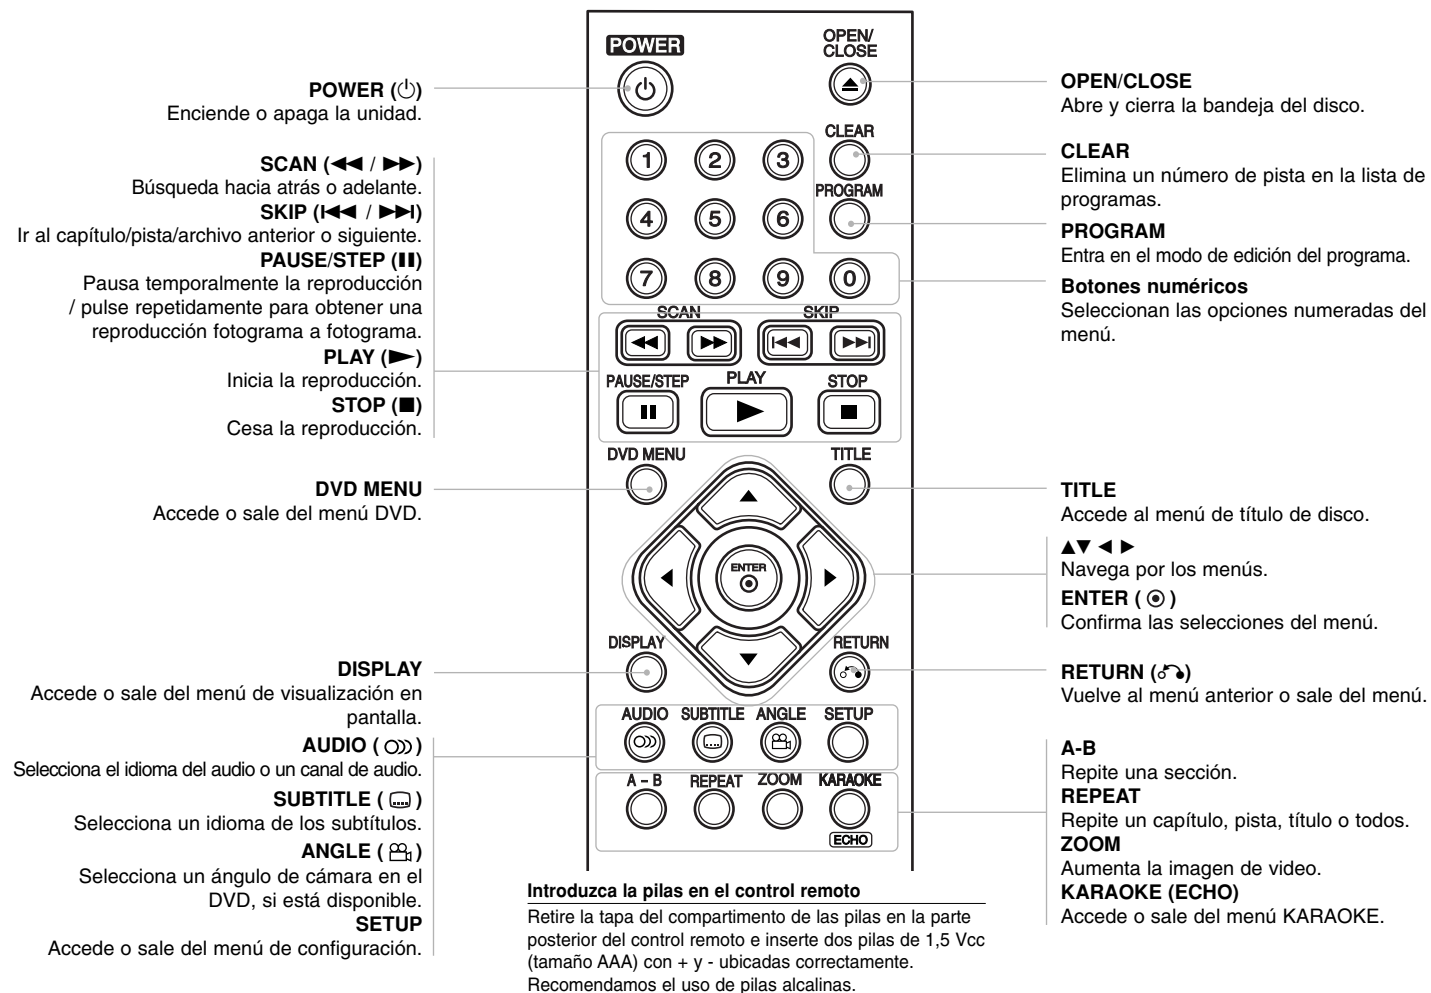 POWER (⏻)
Enciende o apaga la unidad.
SCAN (◀◀ / ▶▶)
Búsqueda hacia atrás o adelante.
SKIP (I◀◀ / ▶▶I)
Ir al capítulo/pista/archivo anterior o siguiente.
PAUSE/STEP (II)
Pausa temporalmente la reproducción
/ pulse repetidamente para obtener una
reproducción fotograma a fotograma.
PLAY (▶)
Inicia la reproducción.
STOP (■)
Cesa la reproducción.
DVD MENU
Accede o sale del menú DVD.
DISPLAY
Accede o sale del menú de visualización en
pantalla.
AUDIO
Selecciona el idioma del audio o un canal de audio.
SUBTITLE
Selecciona un idioma de los subtítulos.
ANGLE
Selecciona un ángulo de cámara en el
DVD, si está disponible.
SETUP
Accede o sale del menú de configuración.
POWER
OPEN/
CLOSE
CLEAR
1 2 3
PROGRAM
4 5 6
7 8 9 0
SCAN SKIP
PAUSE/STEP PLAY STOP
DVD MENU TITLE
ENTER
DISPLAY RETURN
AUDIO SUBTITLE ANGLE SETUP
A – B REPEAT ZOOM KARAOKE
ECHO
Introduzca la pilas en el control remoto
Retire la tapa del compartimento de las pilas en la parte
posterior del control remoto e inserte dos pilas de 1,5 Vcc
(tamaño AAA) con + y - ubicadas correctamente.
Recomendamos el uso de pilas alcalinas.
OPEN/CLOSE
Abre y cierra la bandeja del disco.
CLEAR
Elimina un número de pista en la lista de
programas.
PROGRAM
Entra en el modo de edición del programa.
Botones numéricos
Seleccionan las opciones numeradas del
menú.
TITLE
Accede al menú de título de disco.
▲▼ ◀ ▶
Navega por los menús.
ENTER ( ◉ )
Confirma las selecciones del menú.
RETURN
Vuelve al menú anterior o sale del menú.
A-B
Repite una sección.
REPEAT
Repite un capítulo, pista, título o todos.
ZOOM
Aumenta la imagen de video.
KARAOKE (ECHO)
Accede o sale del menú KARAOKE.